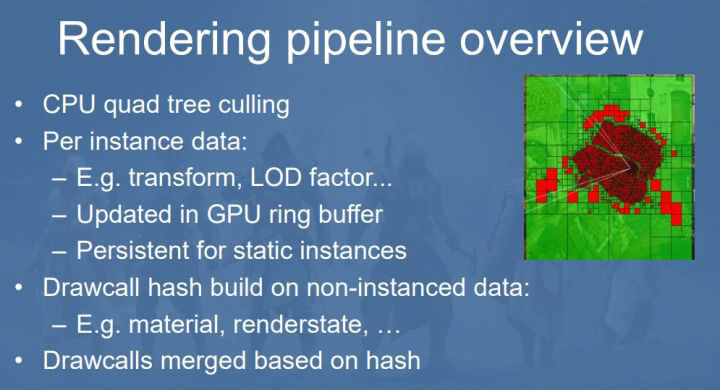 Rendering pipeline overview
• CPU quad tree culling
• Per instance data:
– E.g. transform, LOD factor...
– Updated in GPU ring buffer
– Persistent for static instances
• Drawcall hash build on non-instanced data:
– E.g. material, renderstate, …
• Drawcalls merged based on hash